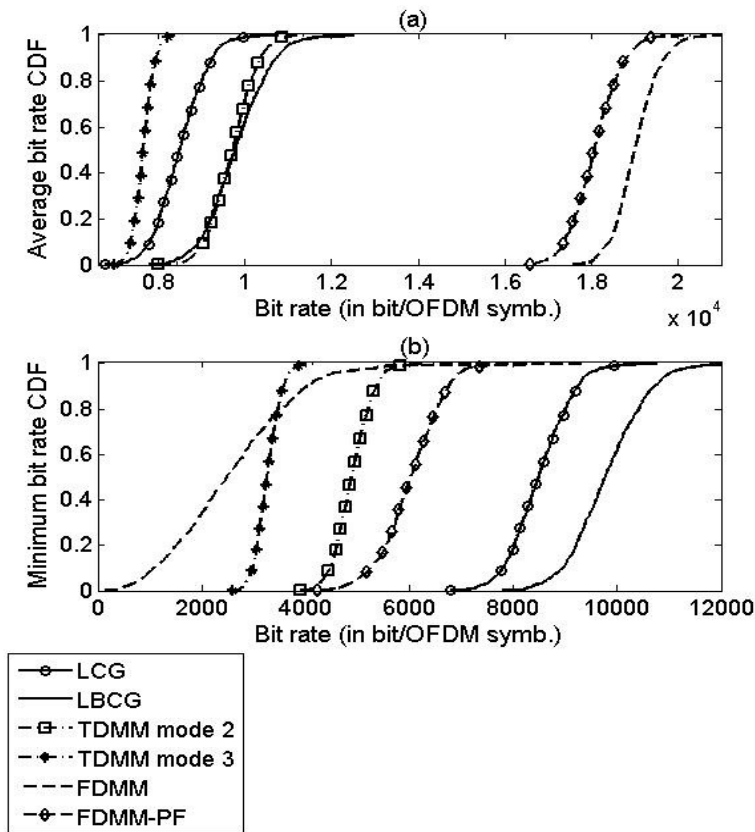 (a)
1
0.8
0.6
0.4
0.2
0
Average bit rate CDF
0.8 1 1.2 1.4 1.6 1.8 2
Bit rate (in bit/OFDM symb.)
x 10^4
(b)
1
0.8
0.6
0.4
0.2
0
Minimum bit rate CDF
0 2000 4000 6000 8000 10000 12000
Bit rate (in bit/OFDM symb.)
LCG
LBCG
TDMM mode 2
TDMM mode 3
FDMM
FDMM-PF